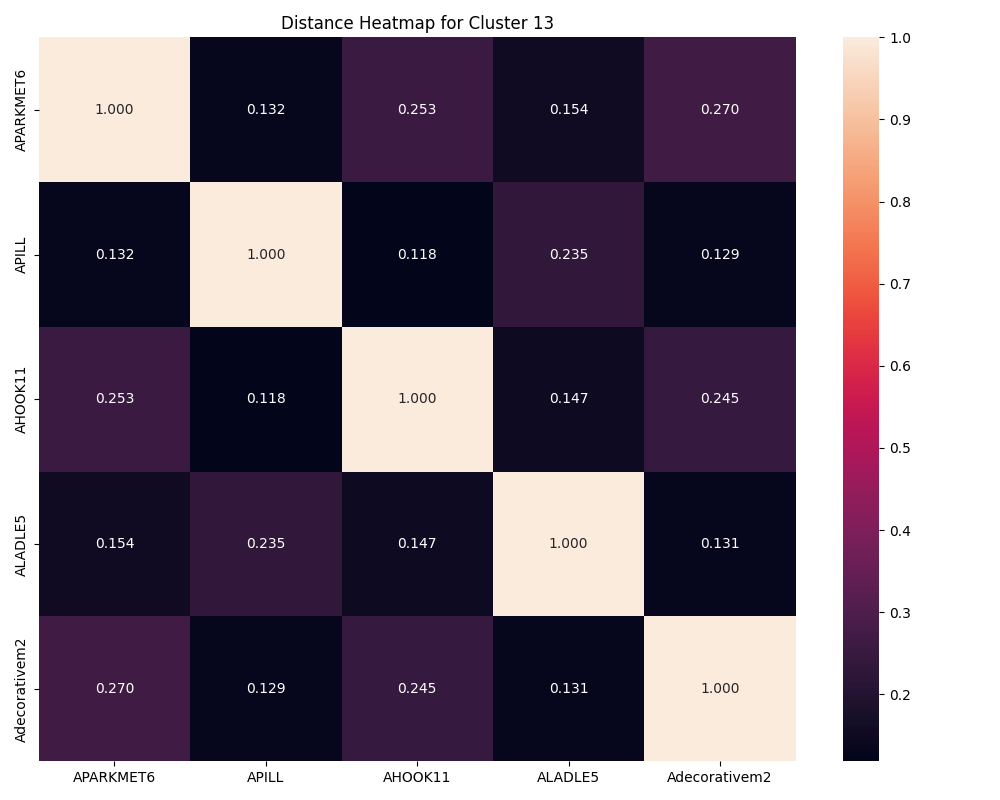 Distance Heatmap for Cluster 13
APARKMET6 1.000 0.132 0.253 0.154 0.270
APILL 0.132 1.000 0.118 0.235 0.129
AHOOK11 0.253 0.118 1.000 0.147 0.245
ALADLE5 0.154 0.235 0.147 1.000 0.131
Adecorativem2 0.270 0.129 0.245 0.131 1.000
APARKMET6 APILL AHOOK11 ALADLE5 Adecorativem2
1.0
0.9
0.8
0.7
0.6
0.5
0.4
0.3
0.2